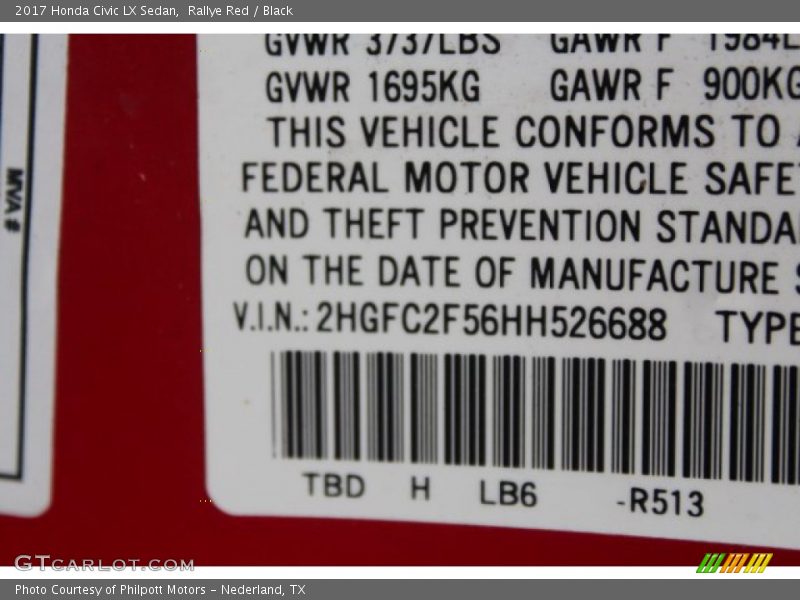 2017 Honda Civic LX Sedan, Rallye Red / Black
GVWR 3737LBS GAWR F 1984L
GVWR 1695KG GAWR F 900KG
THIS VEHICLE CONFORMS TO
FEDERAL MOTOR VEHICLE SAFE
AND THEFT PREVENTION STANDA
ON THE DATE OF MANUFACTURE S
V.I.N.: 2HGFC2F56HH526688 TYPE
TBD H LB6 -R513
MVA #
GTCARLOT.COM
Photo Courtesy of Philpott Motors - Nederland, TX